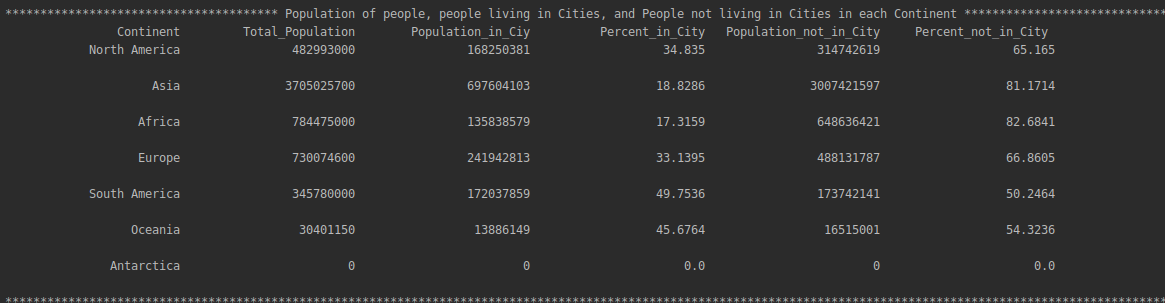 *************************************** Population of people, people living in Cities, and People not living in Cities in each Continent *****************************
Continent Total_Population Population_in_Ciy Percent_in_City Population_not_in_City Percent_not_in_City
North America 482993000 168250381 34.835 314742619 65.165
Asia 3705025700 697604103 18.8286 3007421597 81.1714
Africa 784475000 135838579 17.3159 648636421 82.6841
Europe 730074600 241942813 33.1395 488131787 66.8605
South America 345780000 172037859 49.7536 173742141 50.2464
Oceania 30401150 13886149 45.6764 16515001 54.3236
Antarctica 0 0 0.0 0 0.0
**********************************************************************************************************************************************************************